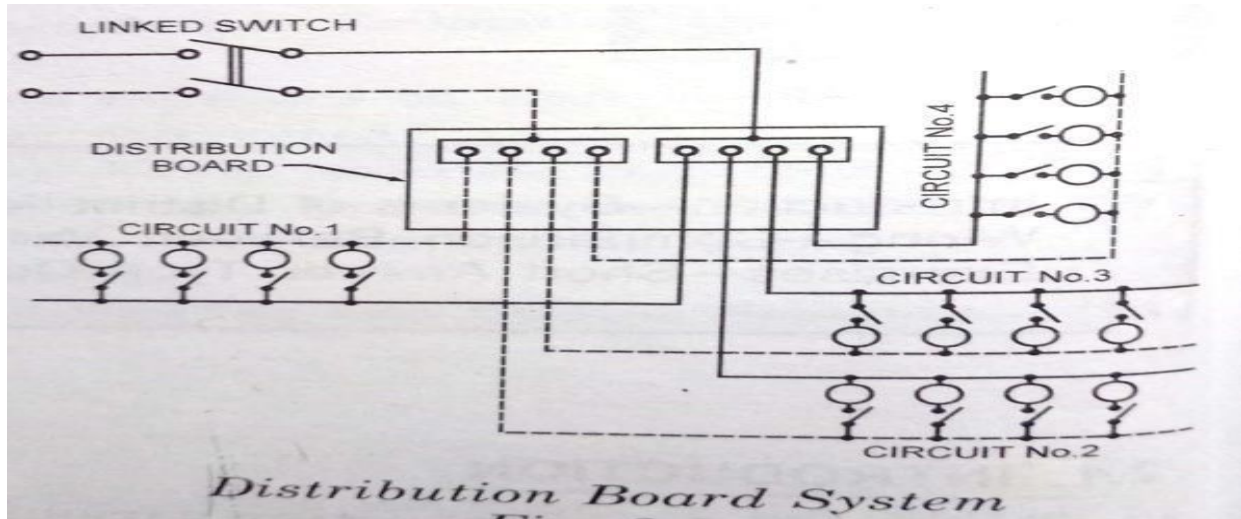 LINKED SWITCH
DISTRIBUTION
BOARD
CIRCUIT No.4
CIRCUIT No.1
CIRCUIT No.3
CIRCUIT No.2
Distribution Board System